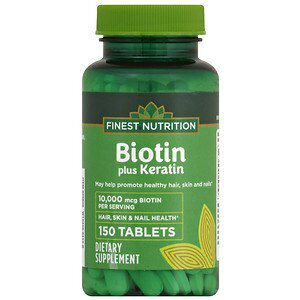 FINEST NUTRITION
Biotin
plus Keratin
May help promote healthy hair, skin and nails*
10,000 mcg BIOTIN
PER SERVING
HAIR, SKIN & NAIL HEALTH*
150 TABLETS
DIETARY
SUPPLEMENT